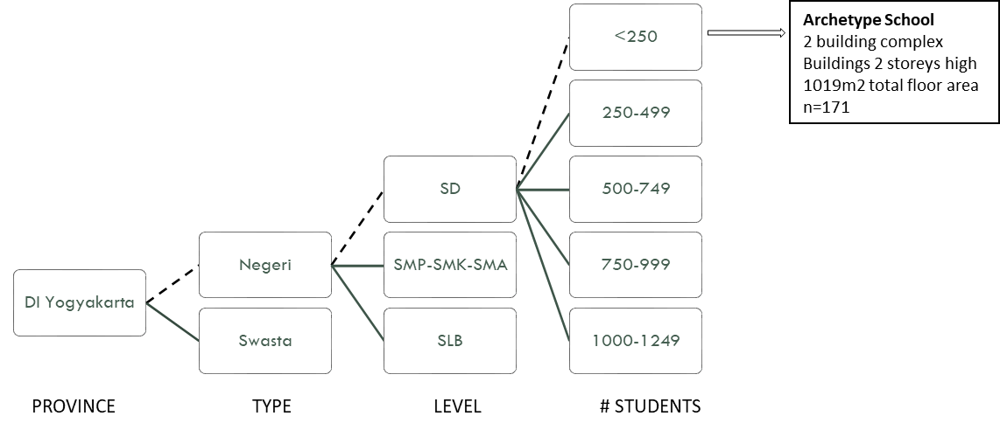 <250
Archetype School
2 building complex
Buildings 2 storeys high
1019m2 total floor area
n=171
250-499
SD
500-749
Negeri
SMP-SMK-SMA
750-999
DI Yogyakarta
Swasta
SLB
1000-1249
PROVINCE
TYPE
LEVEL
# STUDENTS